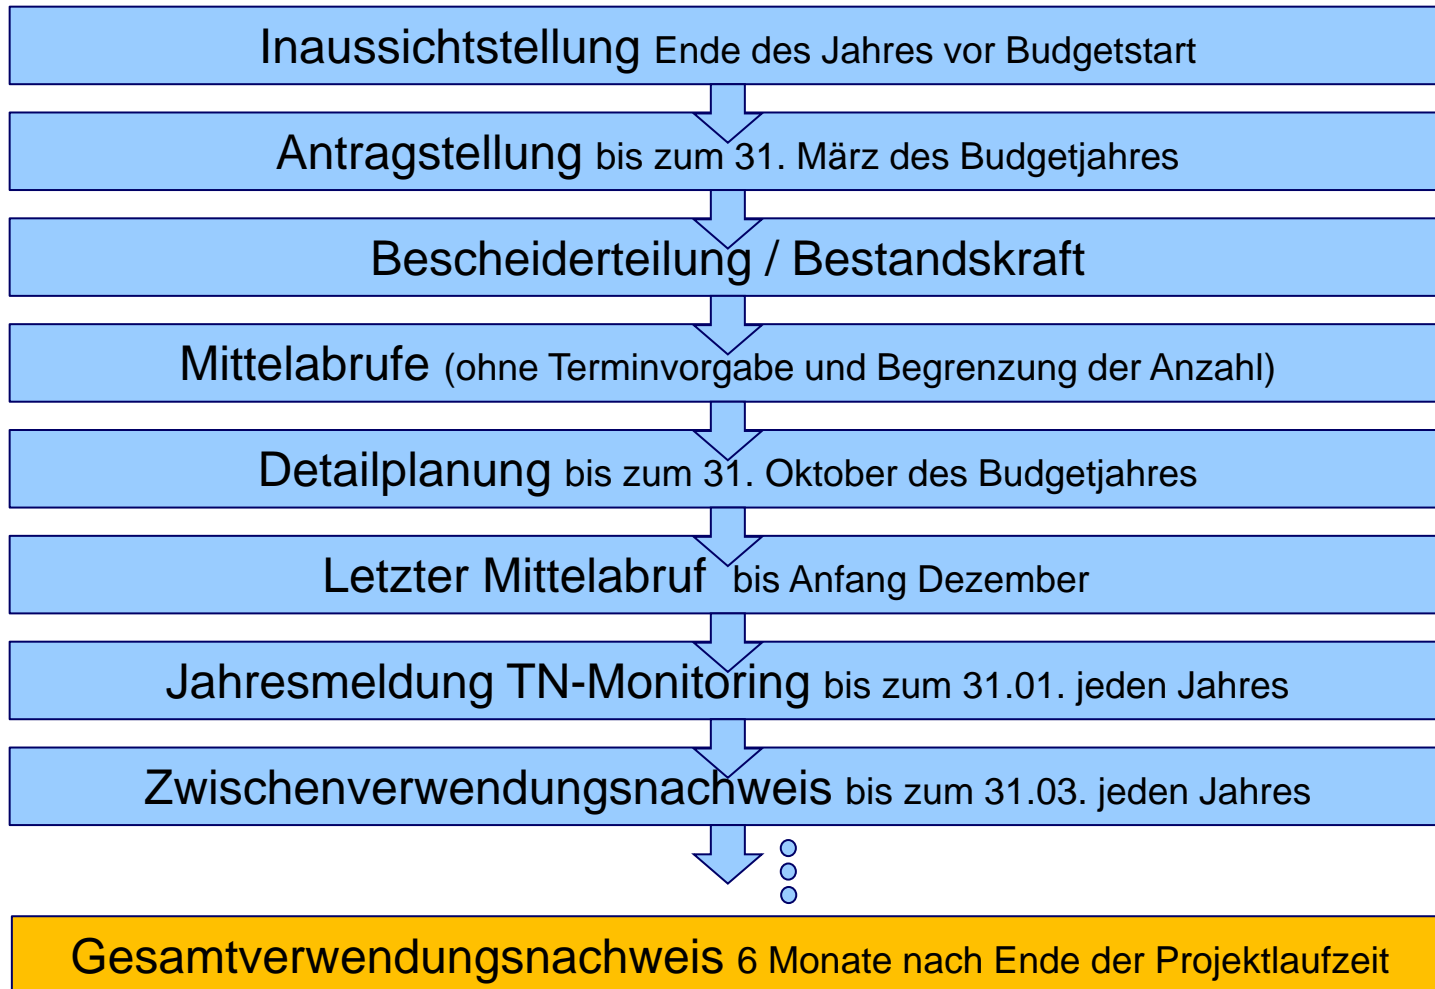 Inaussichtstellung Ende des Jahres vor Budgetstart
Antragstellung bis zum 31. März des Budgetjahres
Bescheiderteilung / Bestandskraft
Mittelabrufe (ohne Terminvorgabe und Begrenzung der Anzahl)
Detailplanung bis zum 31. Oktober des Budgetjahres
Letzter Mittelabruf bis Anfang Dezember
Jahresmeldung TN-Monitoring bis zum 31.01. jeden Jahres
Zwischenverwendungsnachweis bis zum 31.03. jeden Jahres
Gesamtverwendungsnachweis 6 Monate nach Ende der Projektlaufzeit